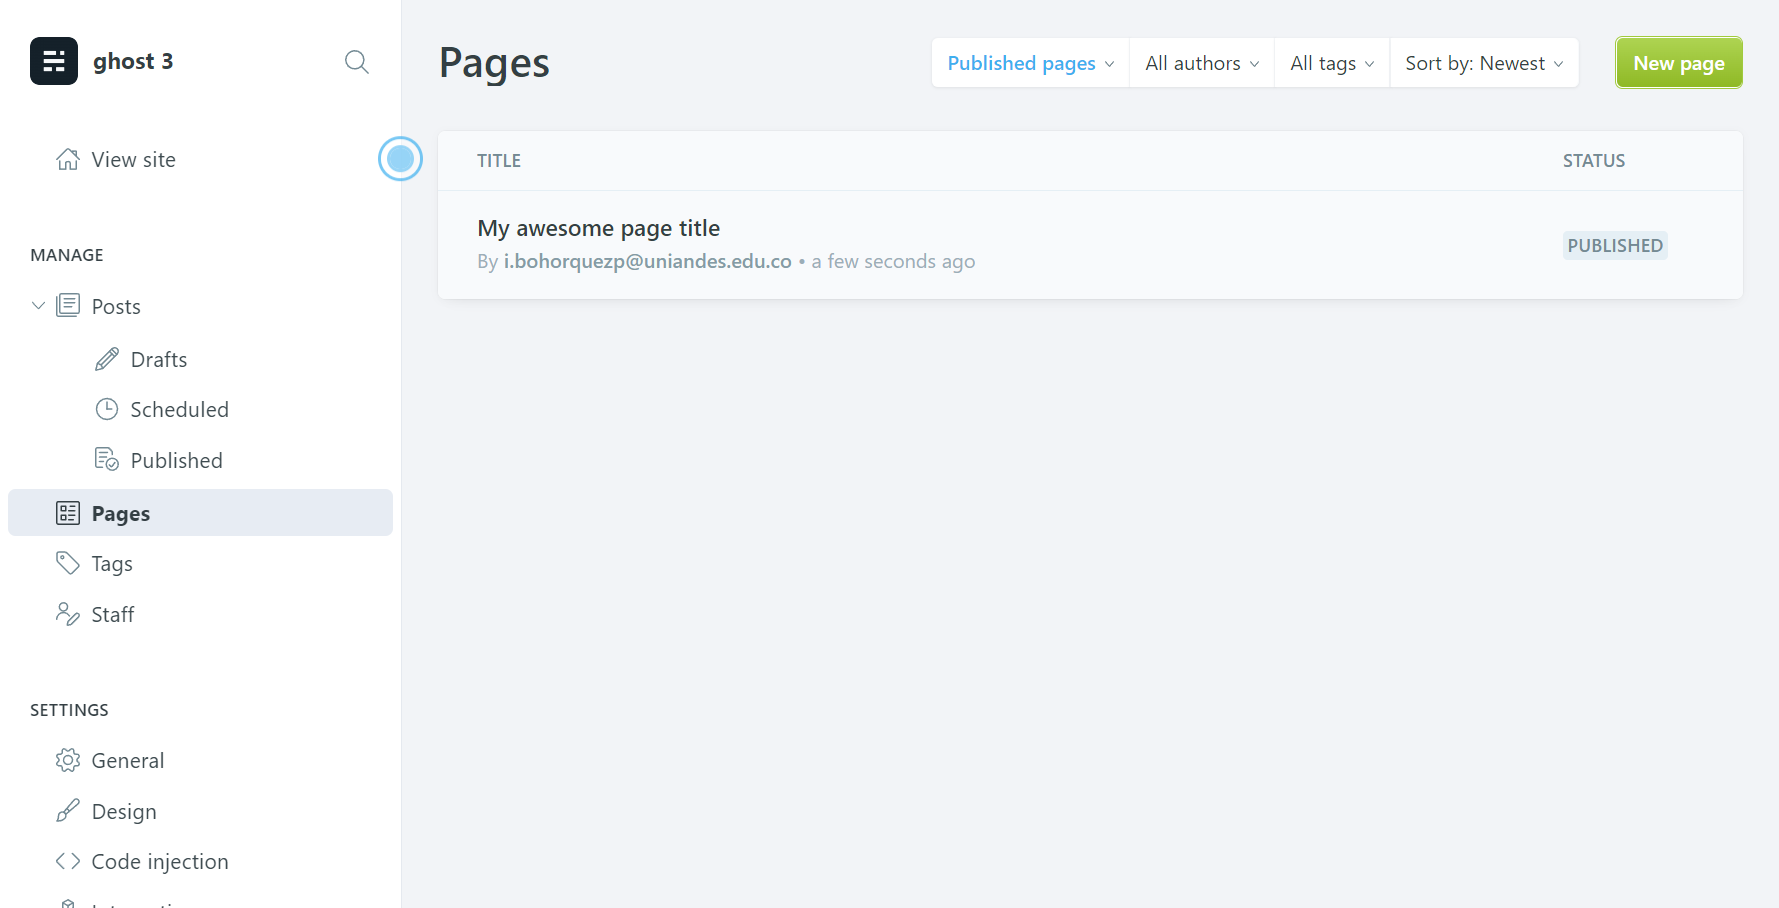 ghost 3
View site
MANAGE
Posts
Drafts
Scheduled
Published
Pages
Tags
Staff
SETTINGS
General
Design
Code injection
Pages
Published pages
All authors
All tags
Sort by: Newest
New page
TITLE
STATUS
My awesome page title
By i.bohorquezp@uniandes.edu.co • a few seconds ago
PUBLISHED